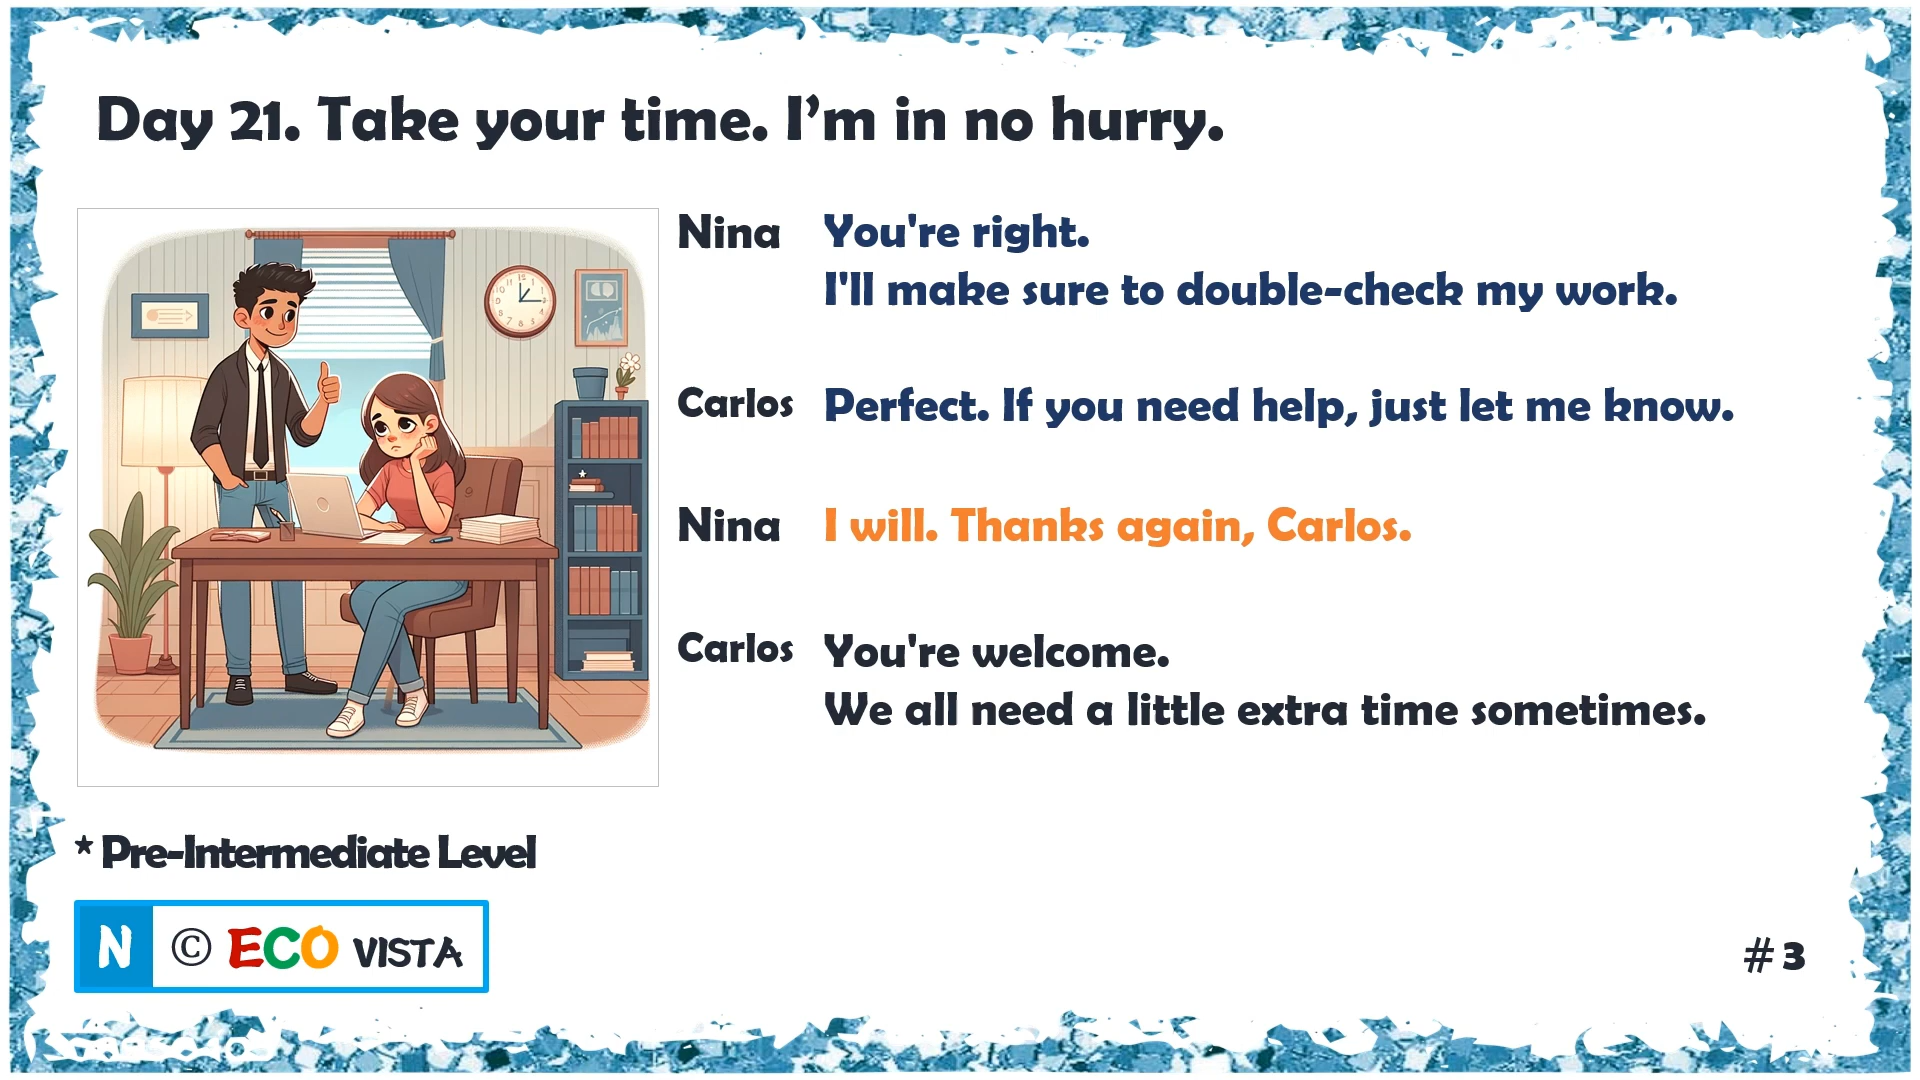 Day 21. Take your time. I’m in no hurry.
Nina You're right.
I'll make sure to double-check my work.
Carlos Perfect. If you need help, just let me know.
Nina I will. Thanks again, Carlos.
Carlos You're welcome.
We all need a little extra time sometimes.
* Pre-Intermediate Level
N © ECO VISTA
# 3